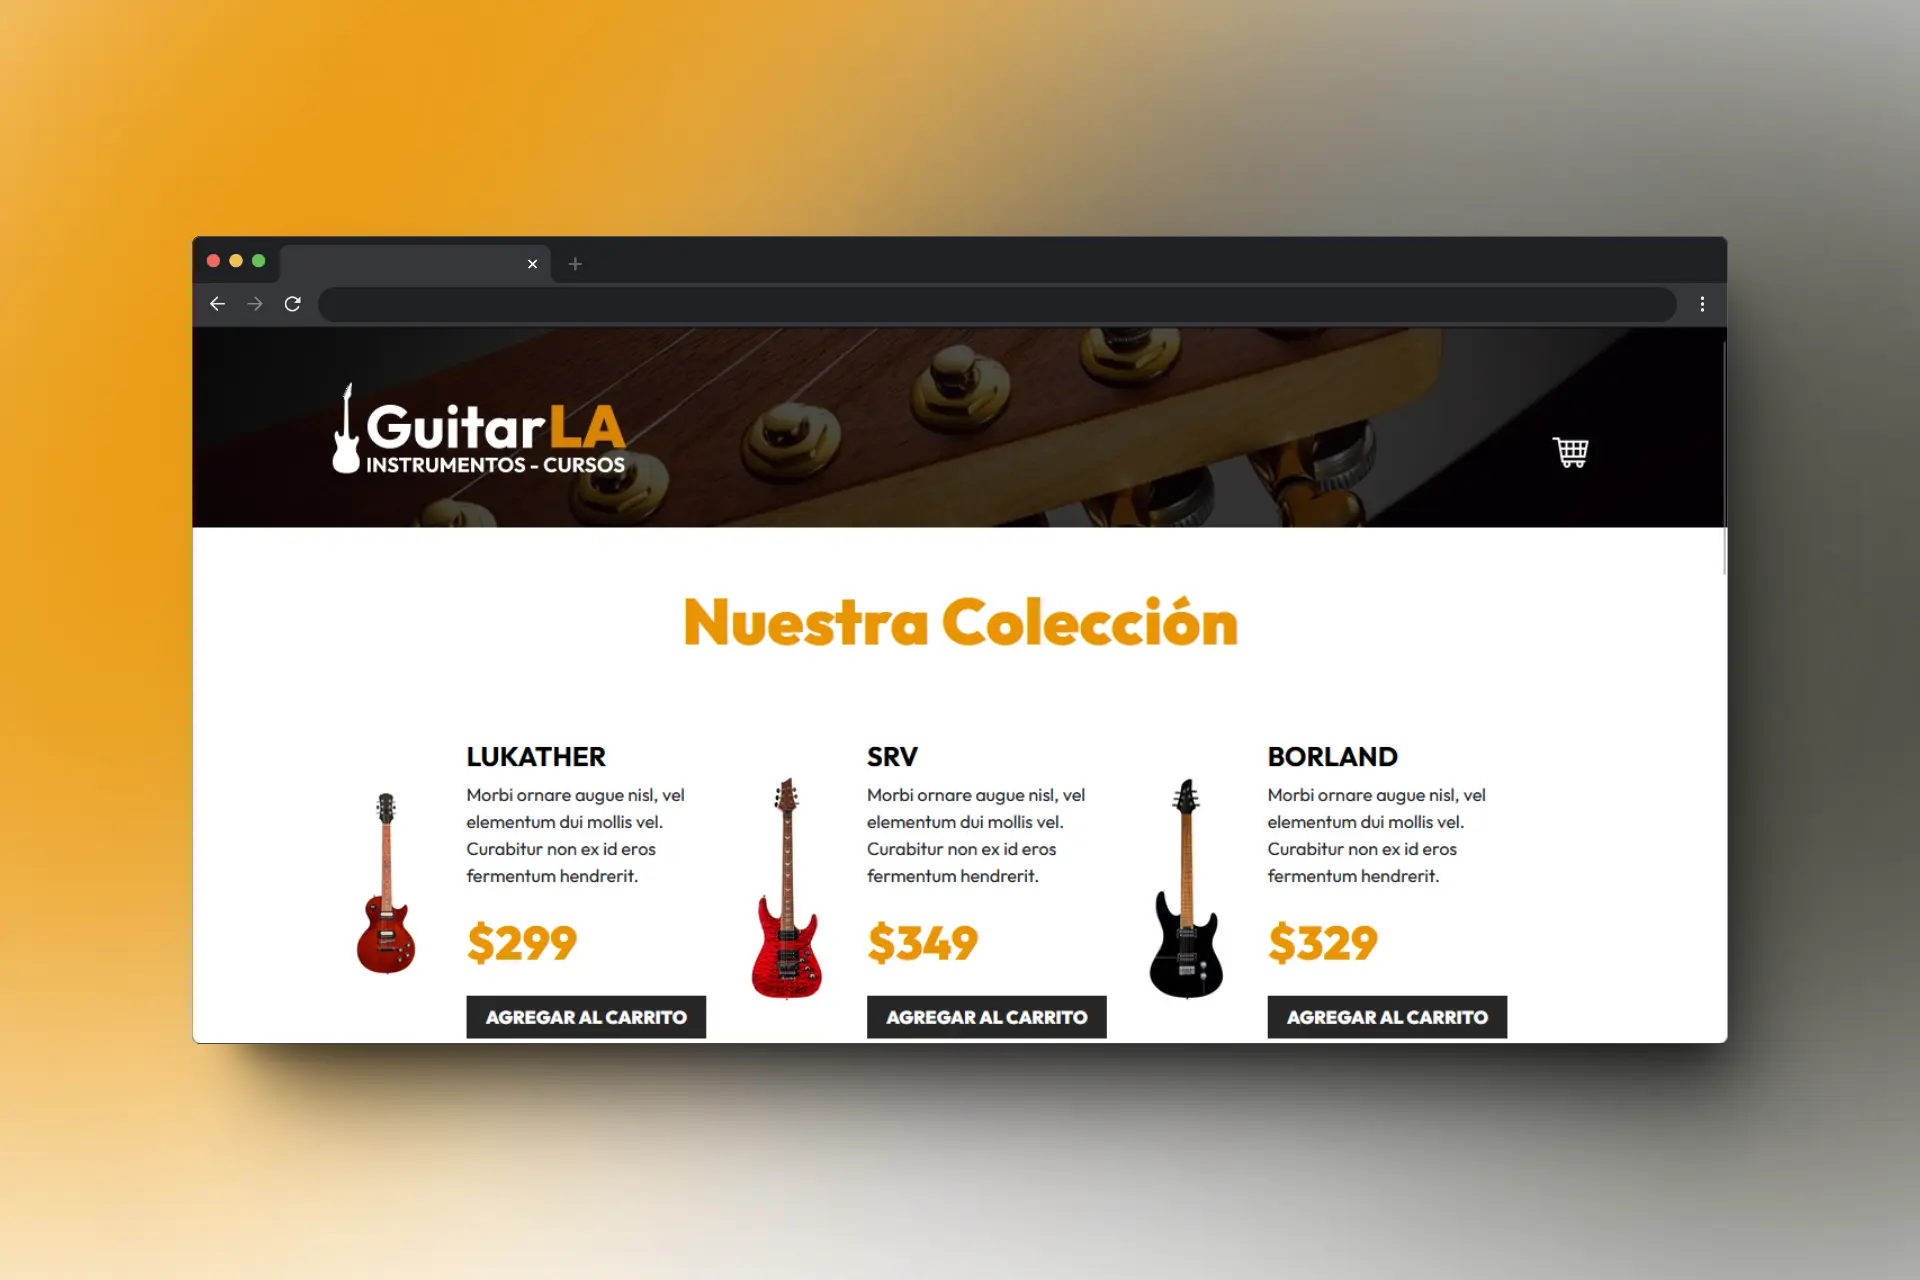 GuitarLA
INSTRUMENTOS - CURSOS
Nuestra Colección
LUKATHER
Morbi ornare augue nisl, vel
elementum dui mollis vel.
Curabitur non ex id eros
fermentum hendrerit.
$299
AGREGAR AL CARRITO
SRV
Morbi ornare augue nisl, vel
elementum dui mollis vel.
Curabitur non ex id eros
fermentum hendrerit.
$349
AGREGAR AL CARRITO
BORLAND
Morbi ornare augue nisl, vel
elementum dui mollis vel.
Curabitur non ex id eros
fermentum hendrerit.
$329
AGREGAR AL CARRITO